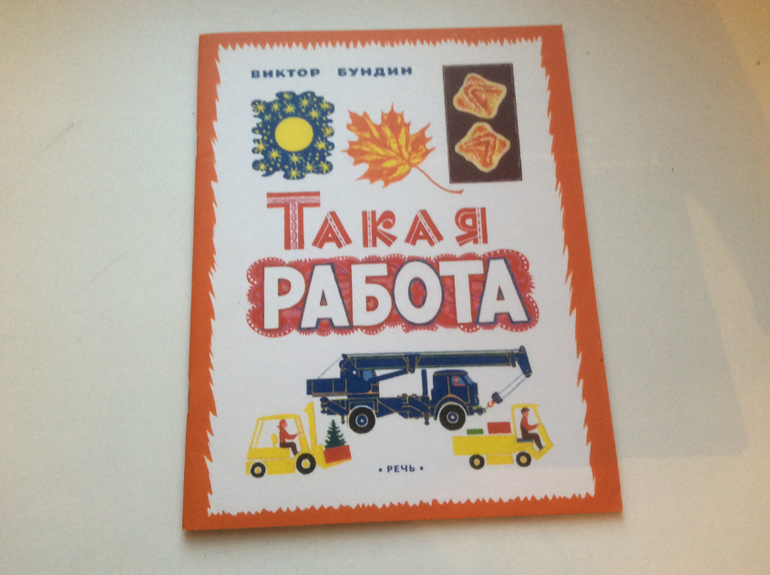 ВИКТОР БУНДИН
ТАКАЯ
РАБОТА
• РЕЧЬ •